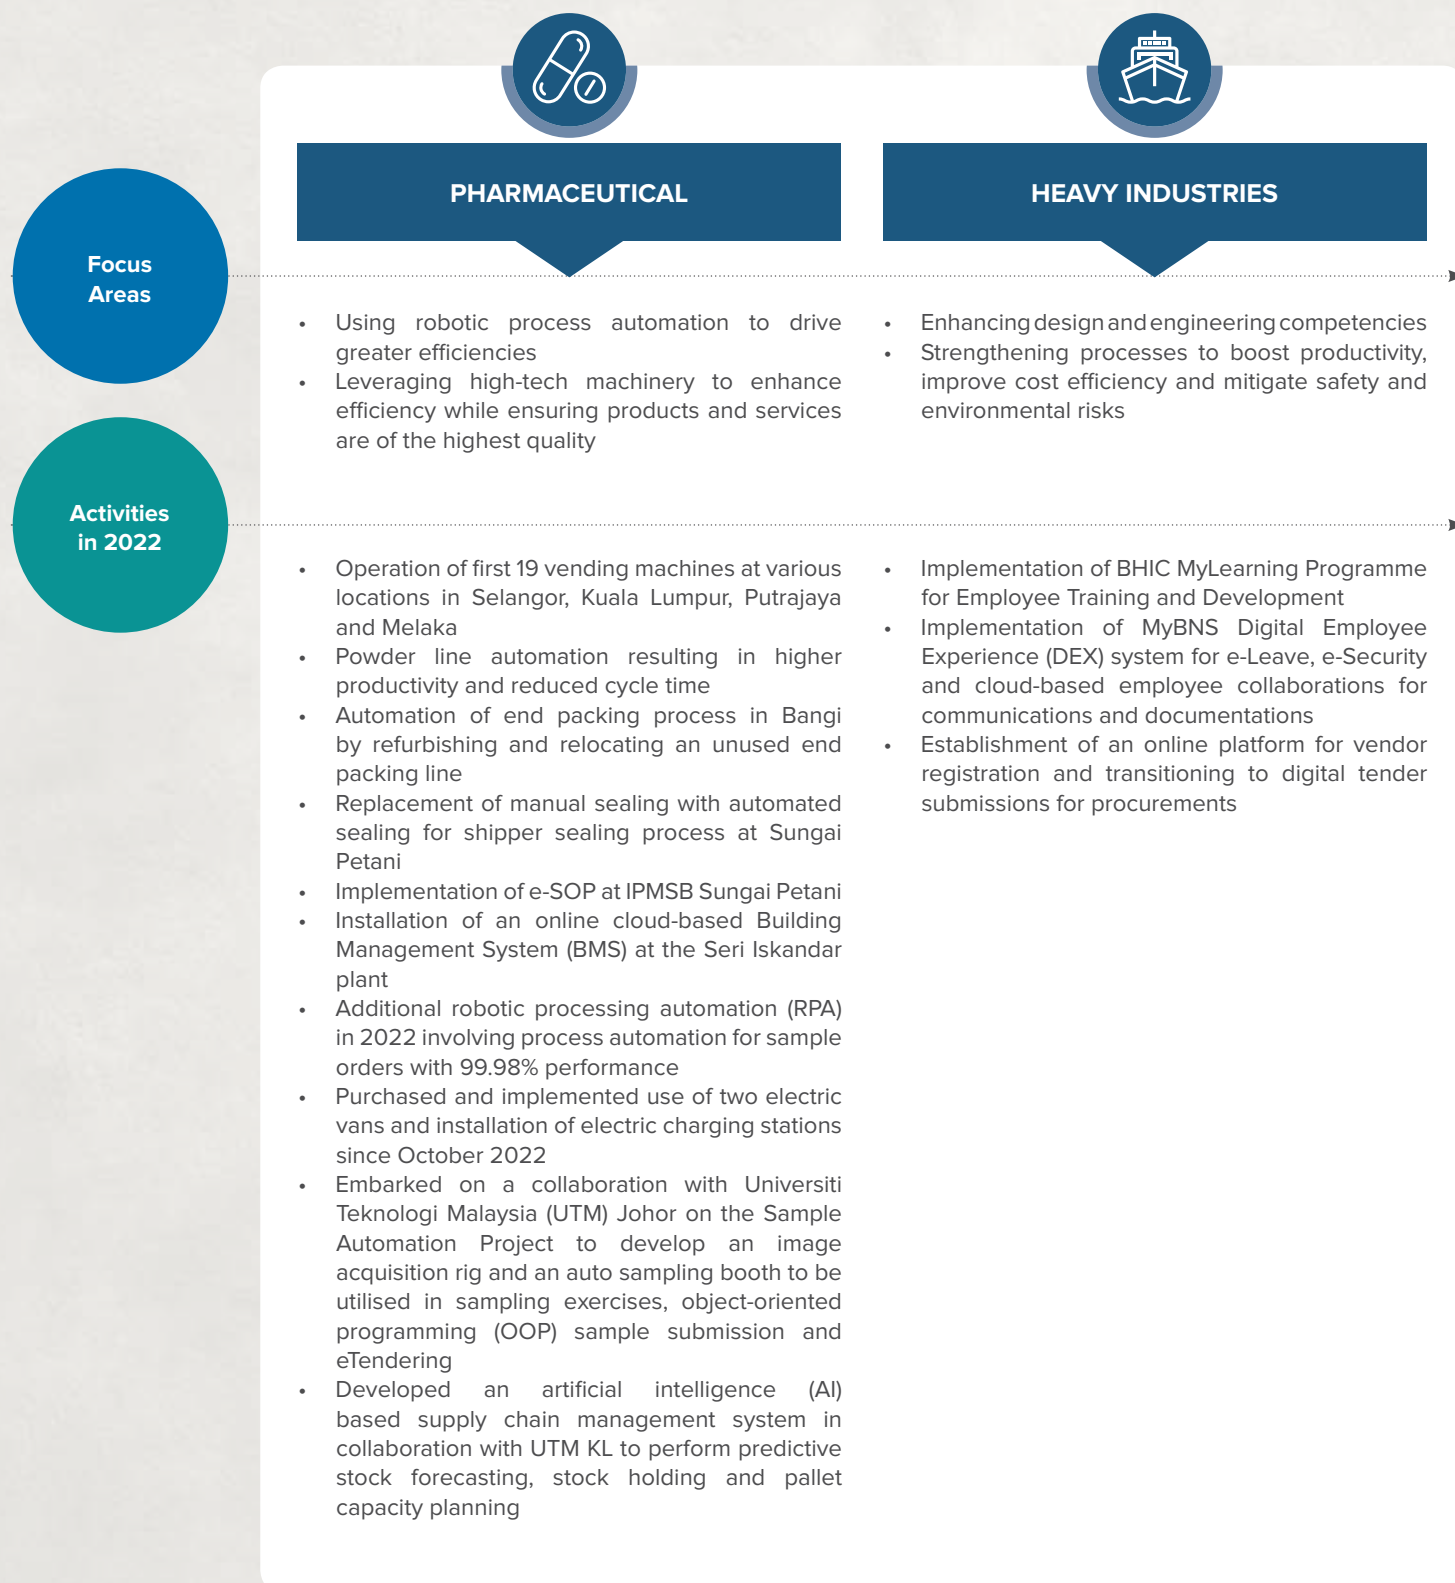 PHARMACEUTICAL
HEAVY INDUSTRIES
Focus
Areas
• Using robotic process automation to drive
greater efficiencies
• Leveraging high-tech machinery to enhance
efficiency while ensuring products and services
are of the highest quality
• Enhancing design and engineering competencies
• Strengthening processes to boost productivity,
improve cost efficiency and mitigate safety and
environmental risks
Activities
in 2022
• Operation of first 19 vending machines at various
locations in Selangor, Kuala Lumpur, Putrajaya
and Melaka
• Powder line automation resulting in higher
productivity and reduced cycle time
• Automation of end packing process in Bangi
by refurbishing and relocating an unused end
packing line
• Replacement of manual sealing with automated
sealing for shipper sealing process at Sungai
Petani
• Implementation of e-SOP at IPMSB Sungai Petani
• Installation of an online cloud-based Building
Management System (BMS) at the Seri Iskandar
plant
• Additional robotic processing automation (RPA)
in 2022 involving process automation for sample
orders with 99.98% performance
• Purchased and implemented use of two electric
vans and installation of electric charging stations
since October 2022
• Embarked on a collaboration with Universiti
Teknologi Malaysia (UTM) Johor on the Sample
Automation Project to develop an image
acquisition rig and an auto sampling booth to be
utilised in sampling exercises, object-oriented
programming (OOP) sample submission and
eTendering
• Developed an artificial intelligence (AI)
based supply chain management system in
collaboration with UTM KL to perform predictive
stock forecasting, stock holding and pallet
capacity planning
• Implementation of BHIC MyLearning Programme
for Employee Training and Development
• Implementation of MyBNS Digital Employee
Experience (DEX) system for e-Leave, e-Security
and cloud-based employee collaborations for
communications and documentations
• Establishment of an online platform for vendor
registration and transitioning to digital tender
submissions for procurements